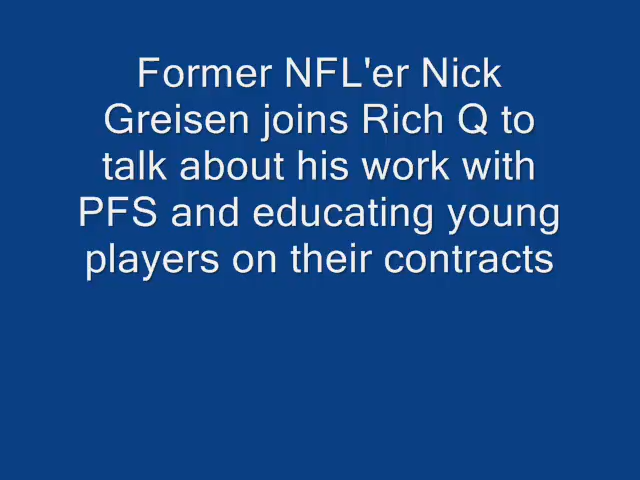 Former NFL'er Nick
Greisen joins Rich Q to
talk about his work with
PFS and educating young
players on their contracts